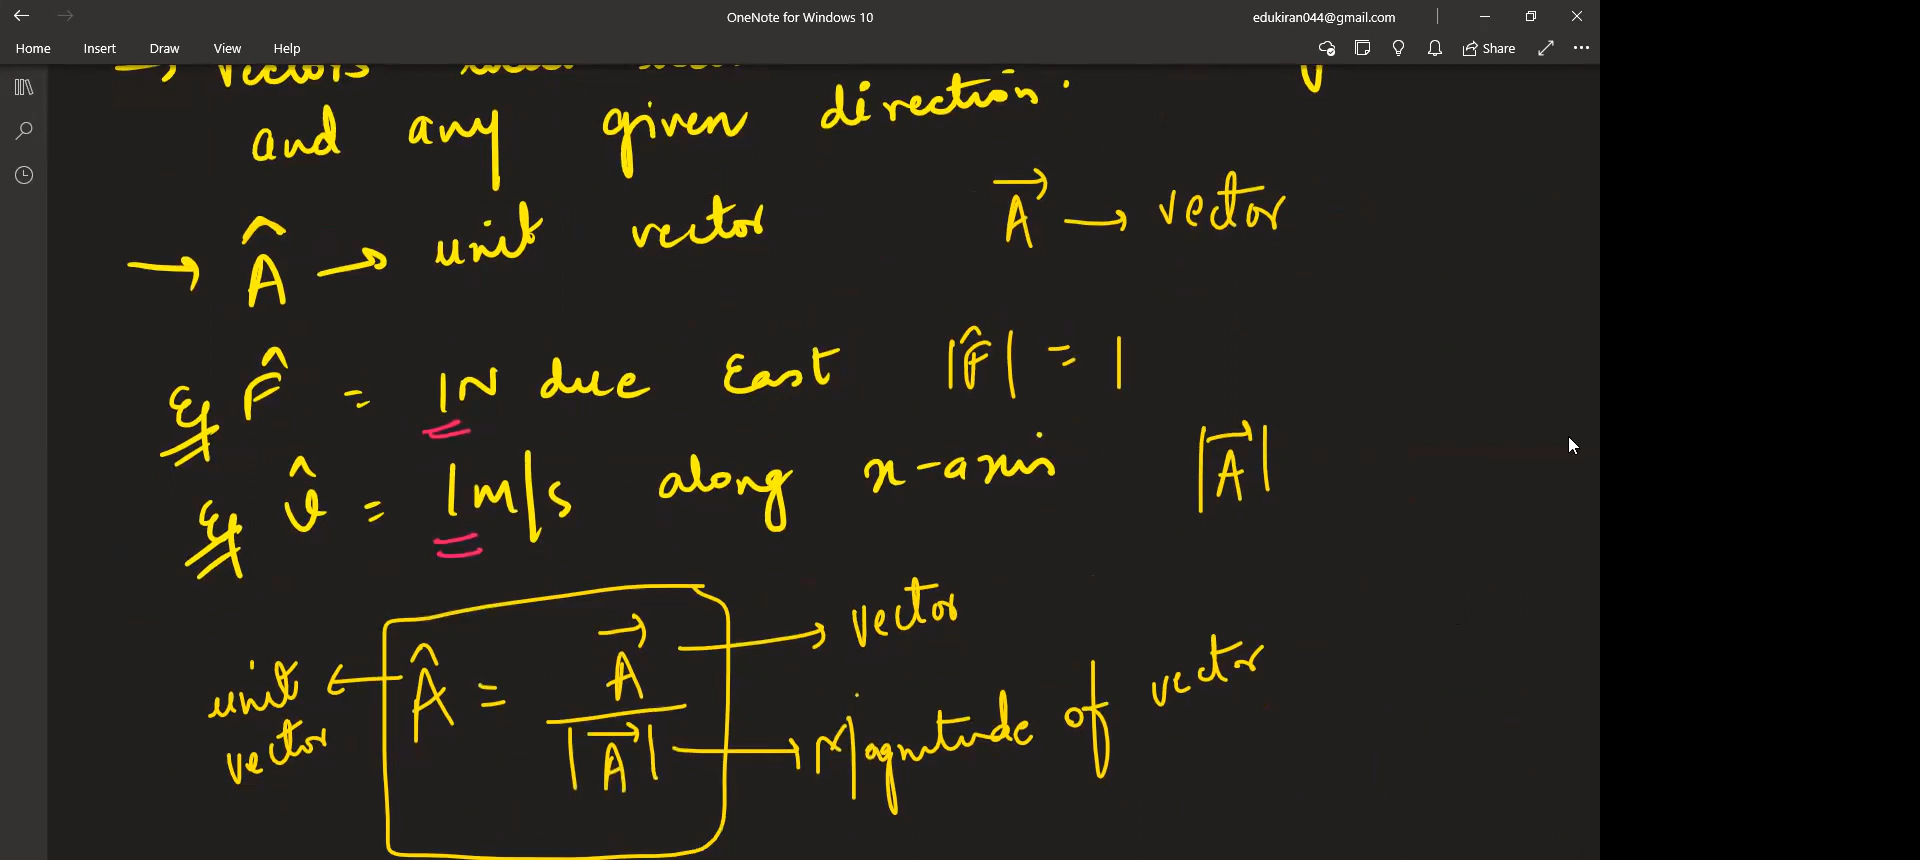 OneNote for Windows 10
edukiran044@gmail.com
Home Insert Draw View Help
Share
→ vectors
and any given direction.
→ Â → unit vector
A⃗ → vector
Eg F̂ = 1N due East |F̂| = 1
Eg v̂ = 1m/s along x-axis |A⃗|
unit vector ← Â = A⃗ / |A⃗|
→ vector
→ Magnitude of vector